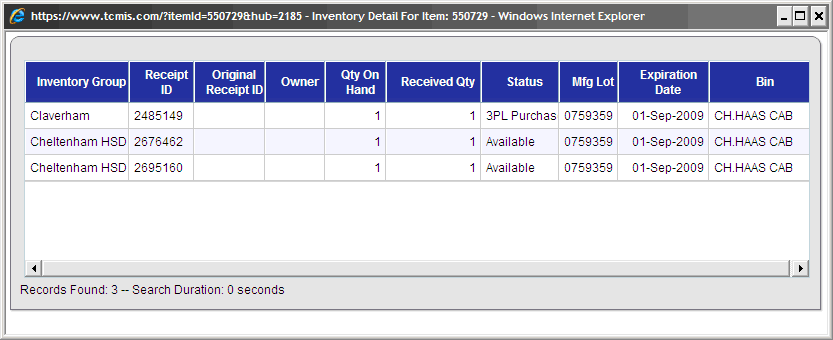 https://www.tcmis.com/?itemId=550729&hub=2185 - Inventory Detail For Item: 550729 - Windows Internet Explorer
Inventory Group Receipt ID Original Receipt ID Owner Qty On Hand Received Qty Status Mfg Lot Expiration Date Bin
Claverham 2485149 1 1 3PL Purchas 0759359 01-Sep-2009 CH.HAAS CAB
Cheltenham HSD 2676462 1 1 Available 0759359 01-Sep-2009 CH.HAAS CAB
Cheltenham HSD 2695160 1 1 Available 0759359 01-Sep-2009 CH.HAAS CAB
Records Found: 3 -- Search Duration: 0 seconds